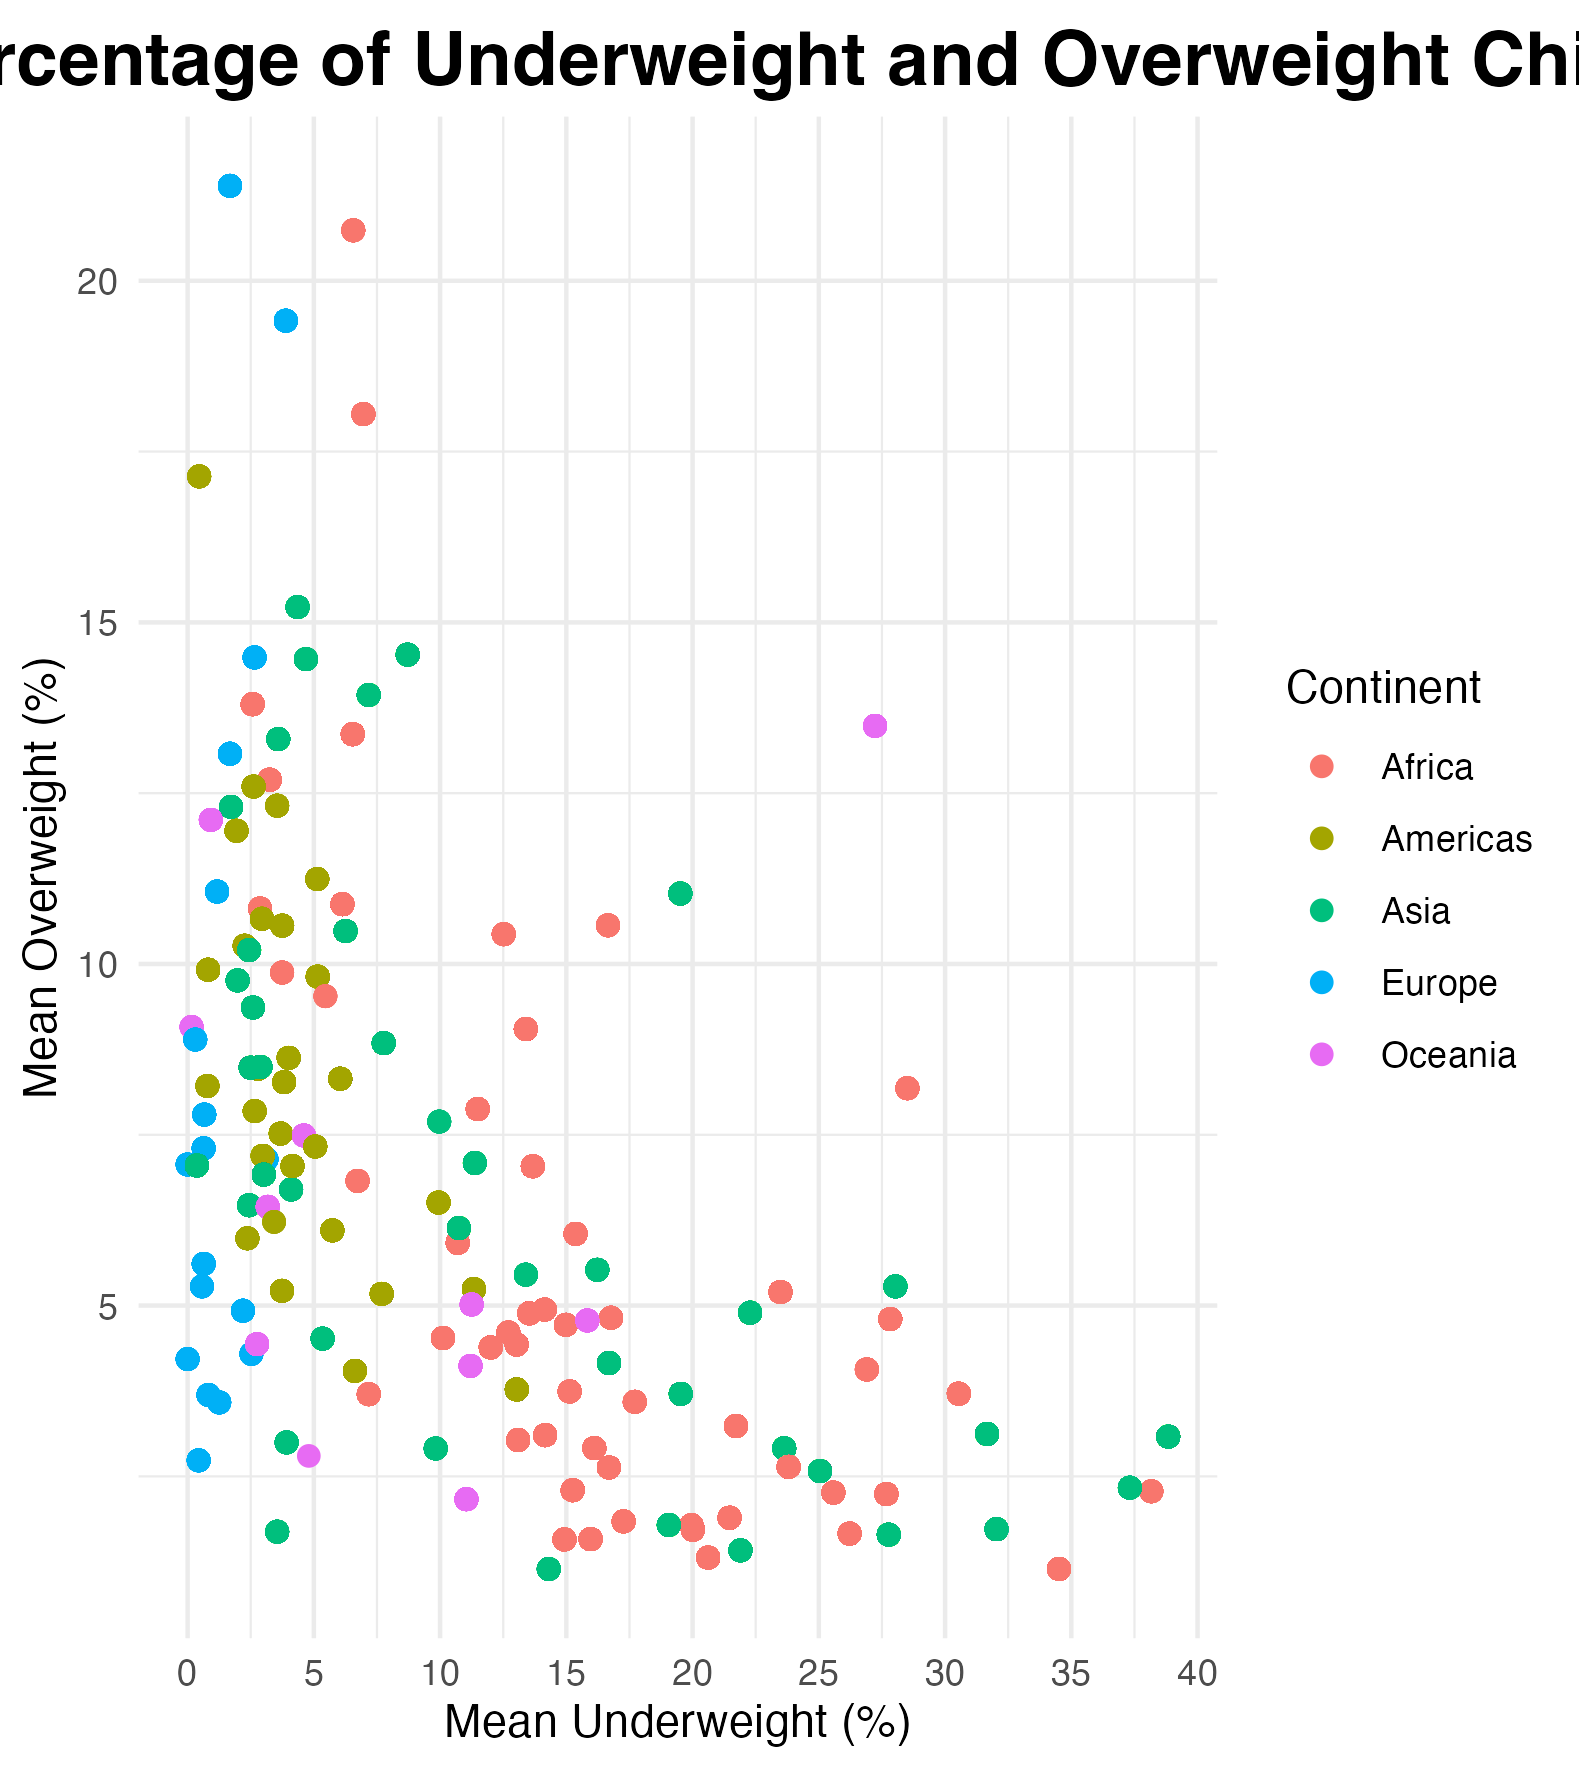 rcentage of Underweight and Overweight Chi
20
15
10
5
Mean Overweight (%)
0 5 10 15 20 25 30 35 40
Mean Underweight (%)
Continent
Africa
Americas
Asia
Europe
Oceania